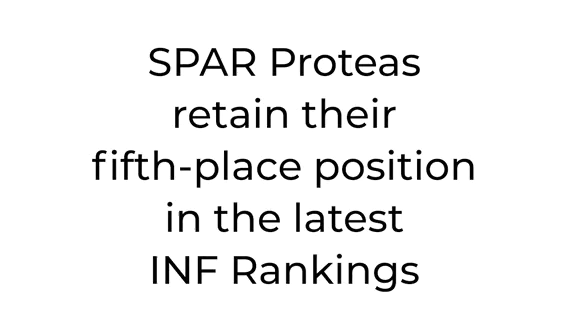 SPAR Proteas
retain their
fifth-place position
in the latest
INF Rankings